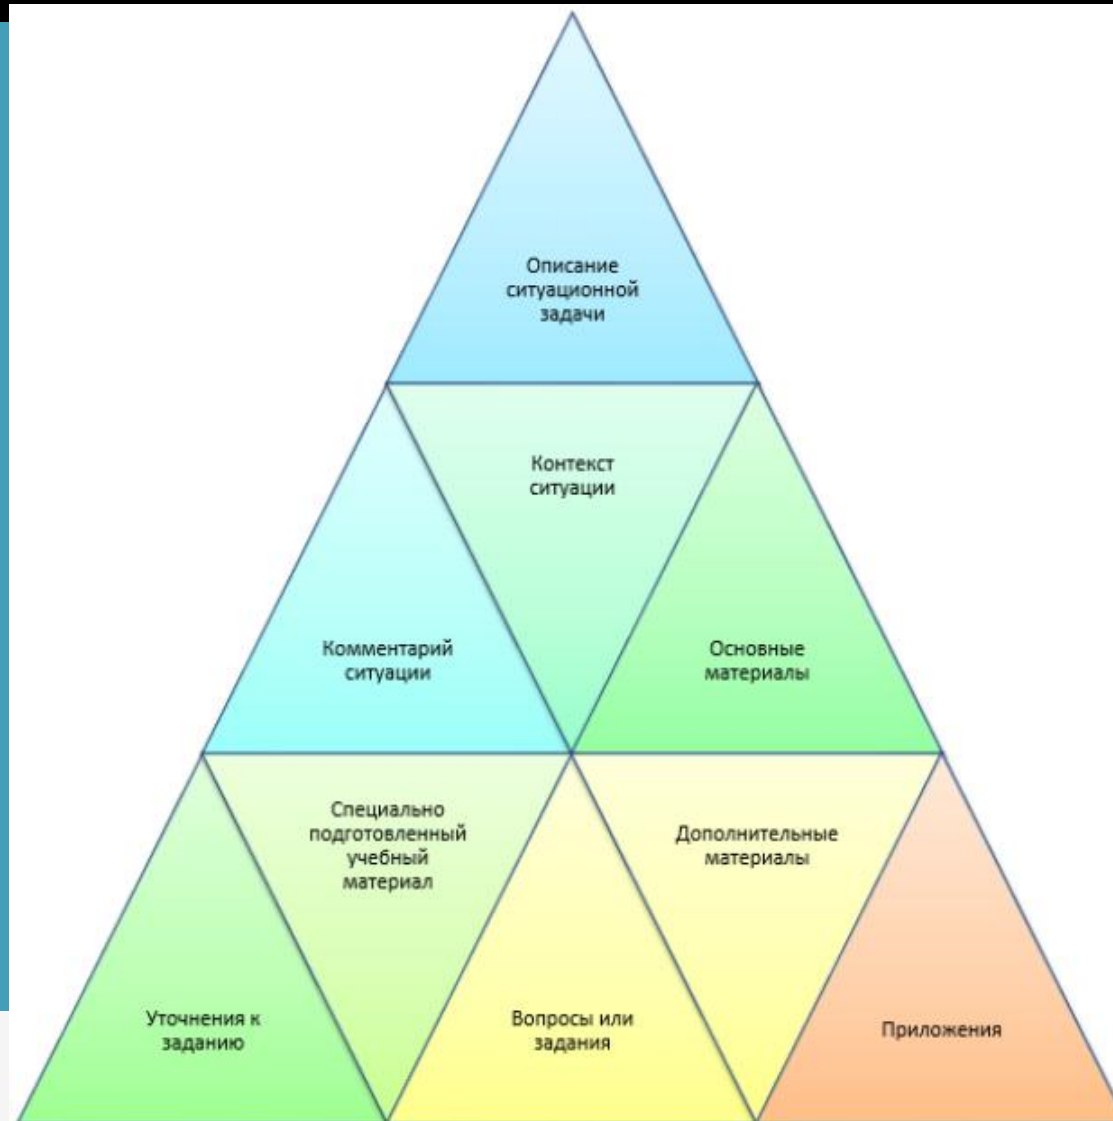 Описание
ситуационной
задачи
Контекст
ситуации
Комментарий
ситуации
Основные
материалы
Специально
подготовленный
учебный
материал
Дополнительные
материалы
Уточнения к
заданию
Вопросы или
задания
Приложения